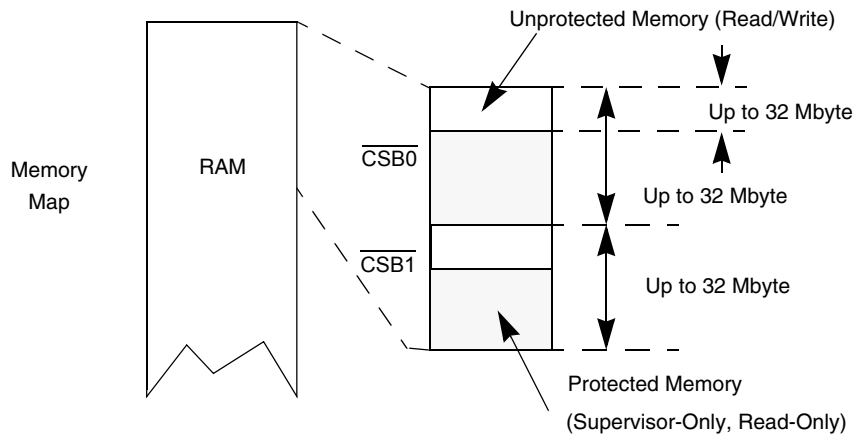 Unprotected Memory (Read/Write)
Up to 32 Mbyte
CSB0
Memory
Map
RAM
Up to 32 Mbyte
CSB1
Up to 32 Mbyte
Protected Memory
(Supervisor-Only, Read-Only)